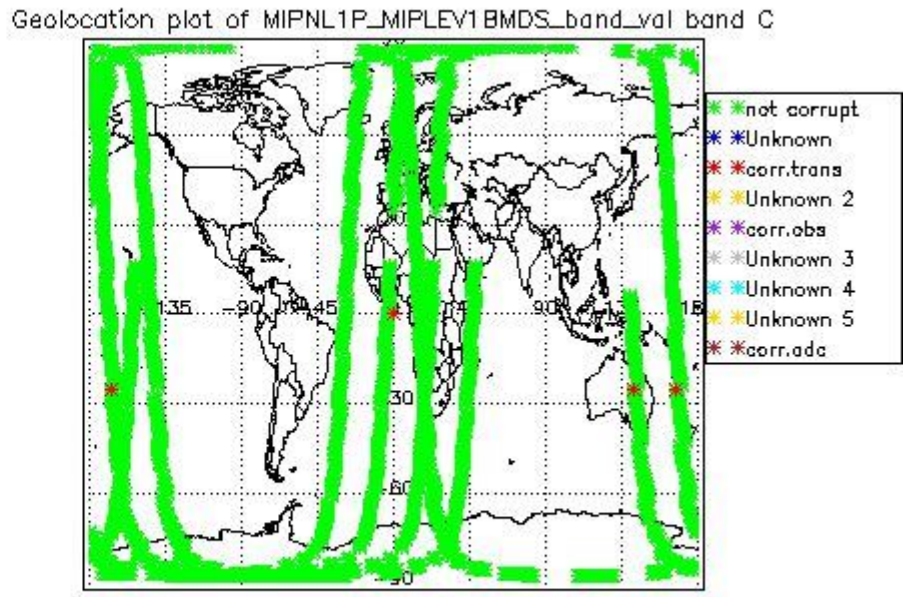 Geolocation plot of MIPNL1P_MIPLEV1BMDS_band_val band C
not corrupt
Unknown
corr.trans
Unknown 2
corr.obs
Unknown 3
Unknown 4
Unknown 5
corr.adc
135 -90 -45 90
30
60
90